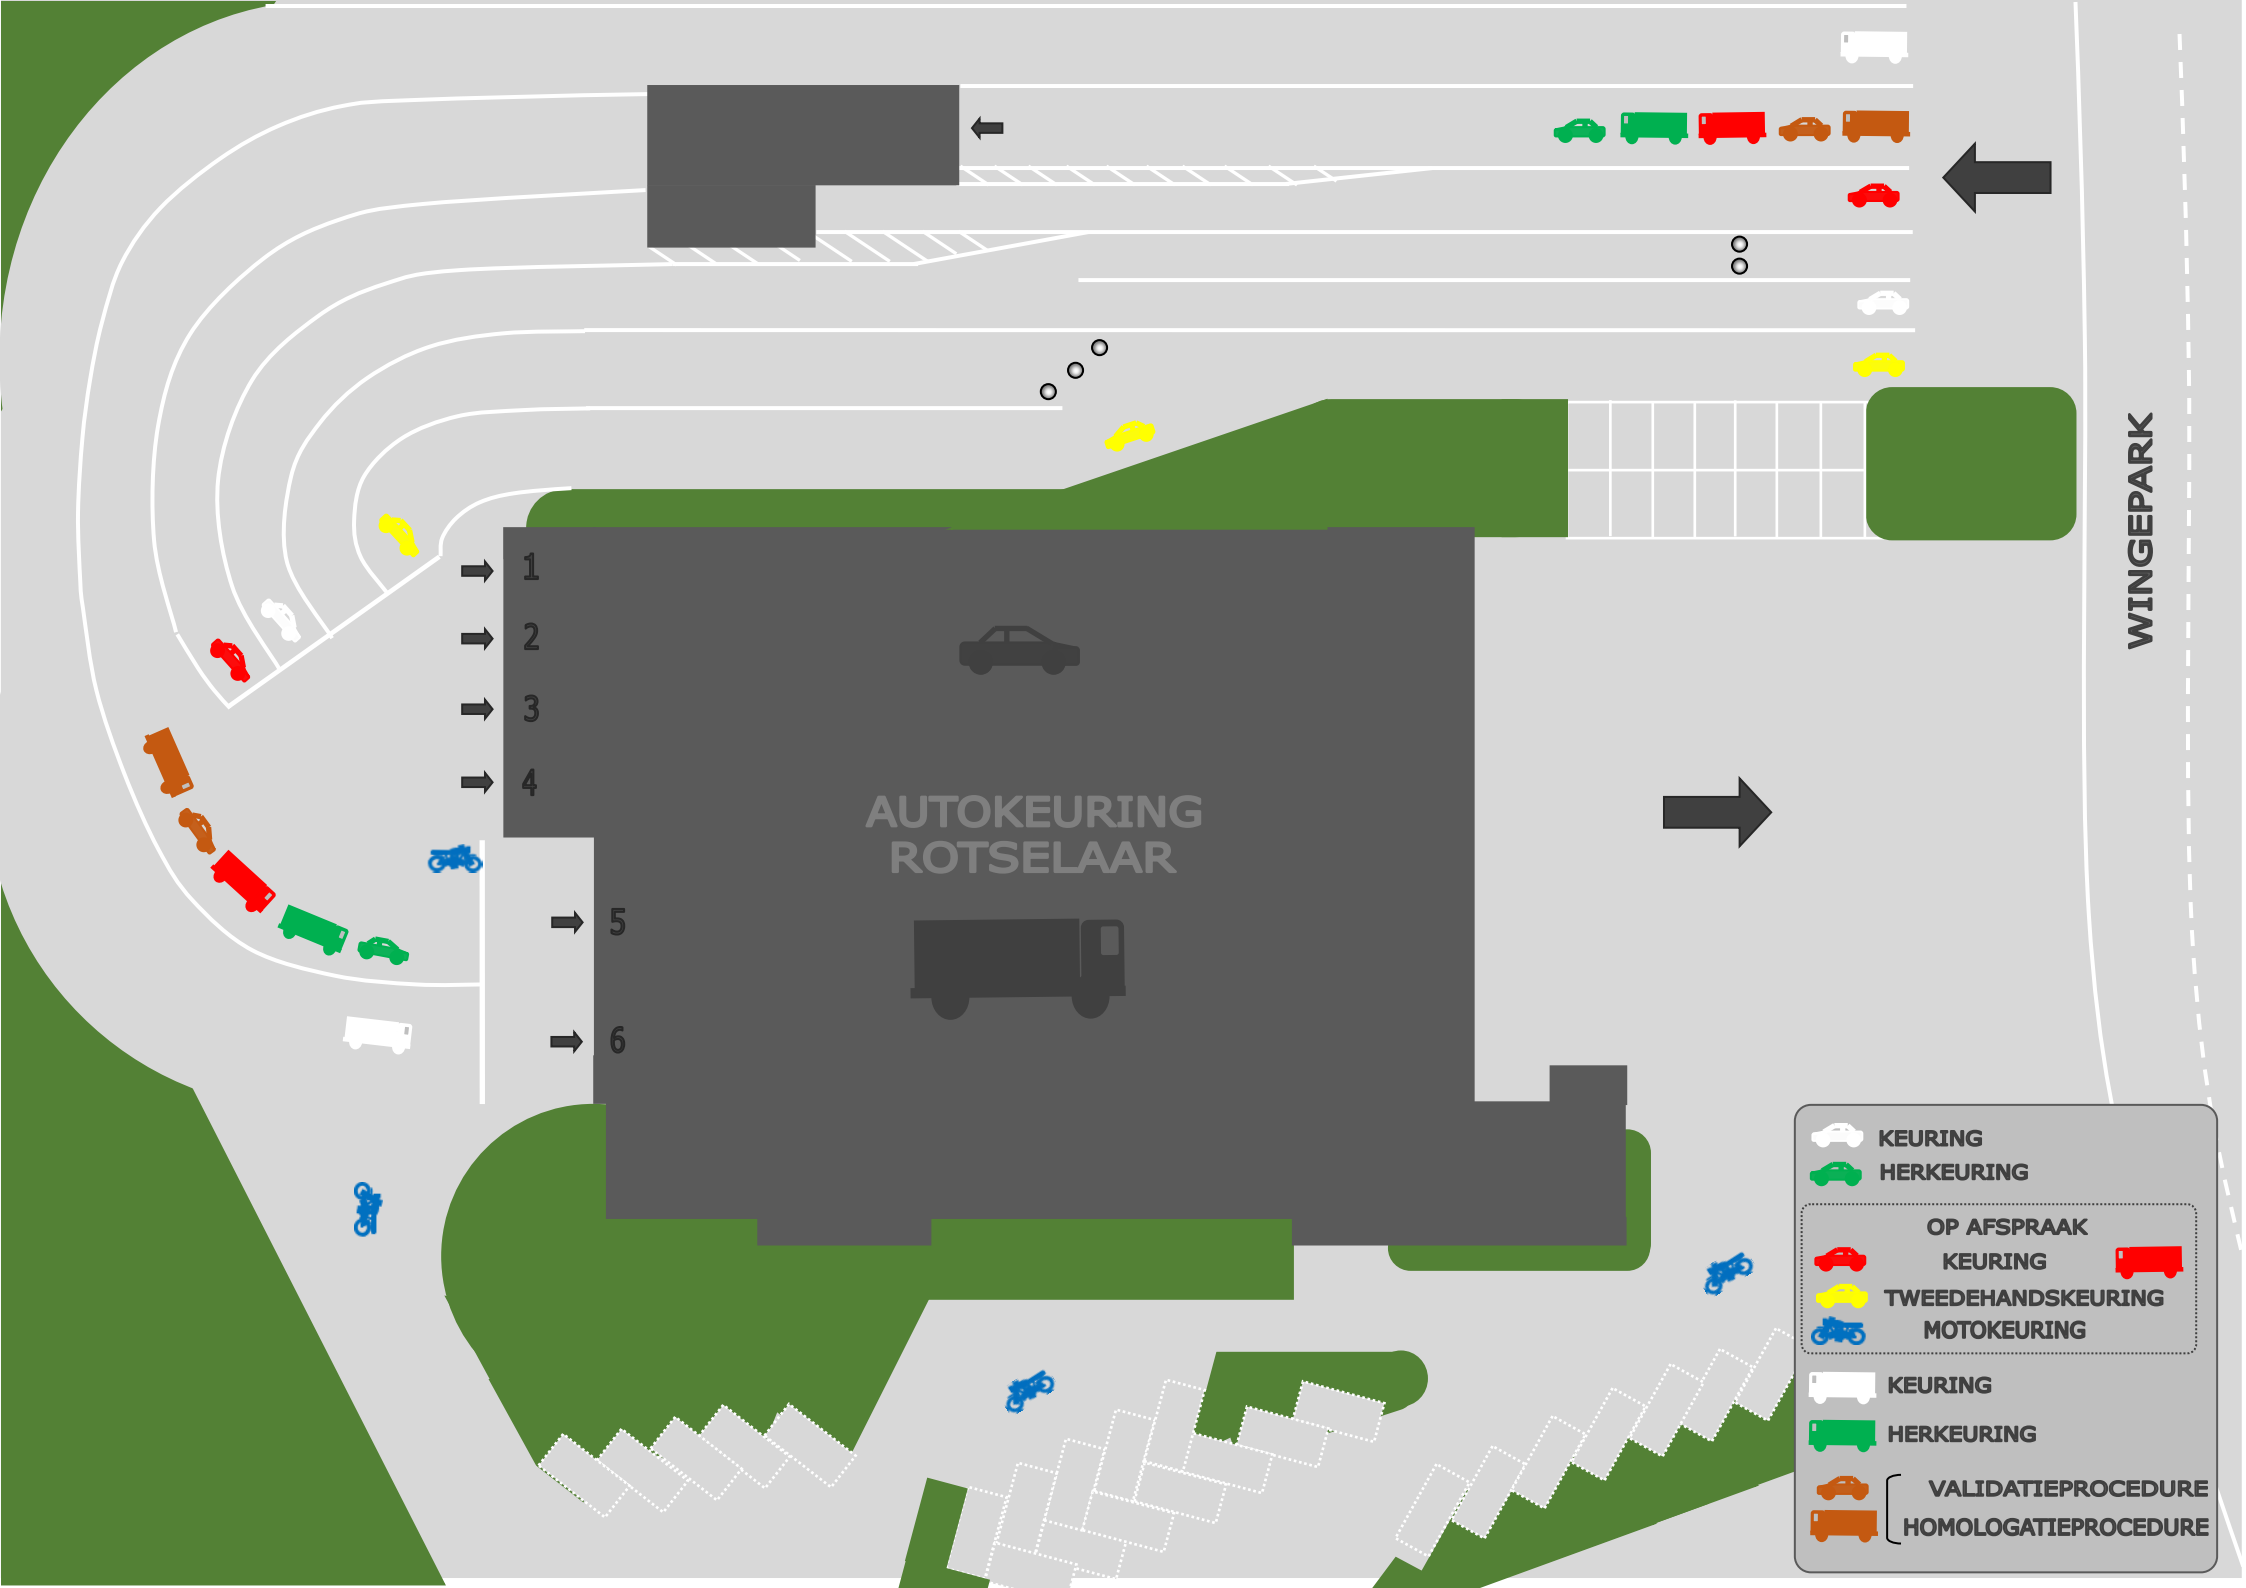 WINGEPARK
1
2
3
4
AUTOKEURING
ROTSELAAR
5
6
KEURING
HERKEURING
OP AFSPRAAK
KEURING
TWEEDEHANDSKEURING
MOTOKEURING
KEURING
HERKEURING
VALIDATIEPROCEDURE
HOMOLOGATIEPROCEDURE